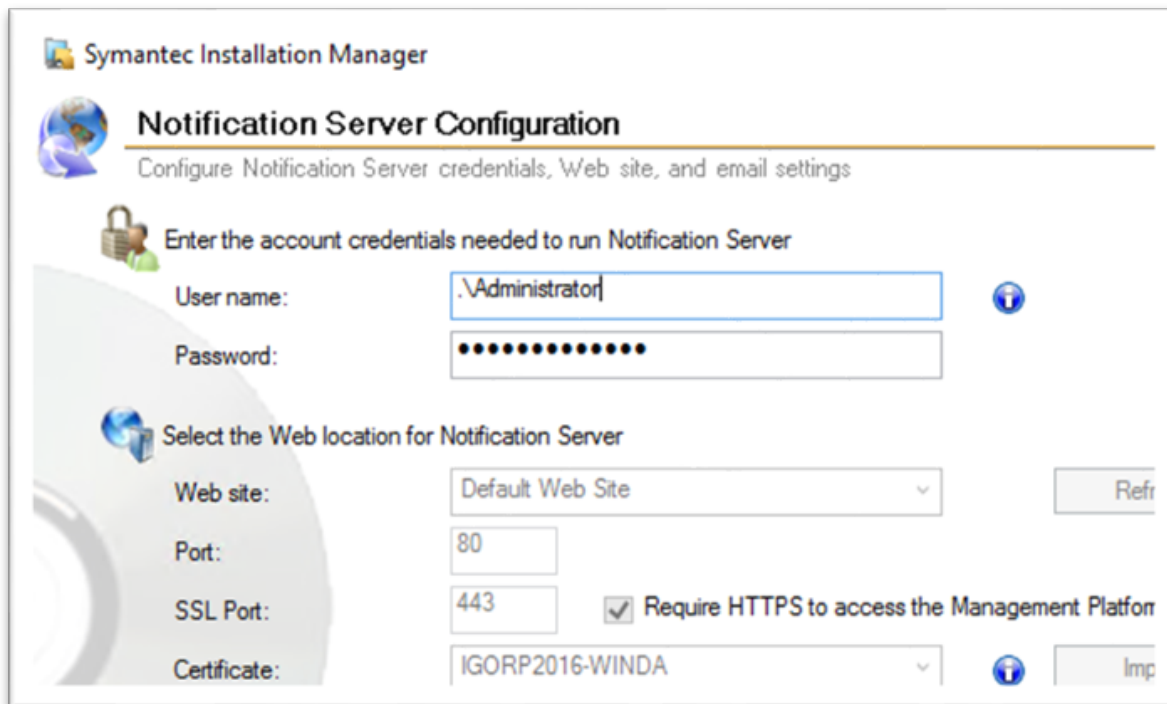 Symantec Installation Manager
Notification Server Configuration
Configure Notification Server credentials, Web site, and email settings
Enter the account credentials needed to run Notification Server
User name: .\Administrator
Password: •••••••••••••
Select the Web location for Notification Server
Web site: Default Web Site Refr
Port: 80
SSL Port: 443 Require HTTPS to access the Management Platfor
Certificate: IGORP2016-WINDA Imp